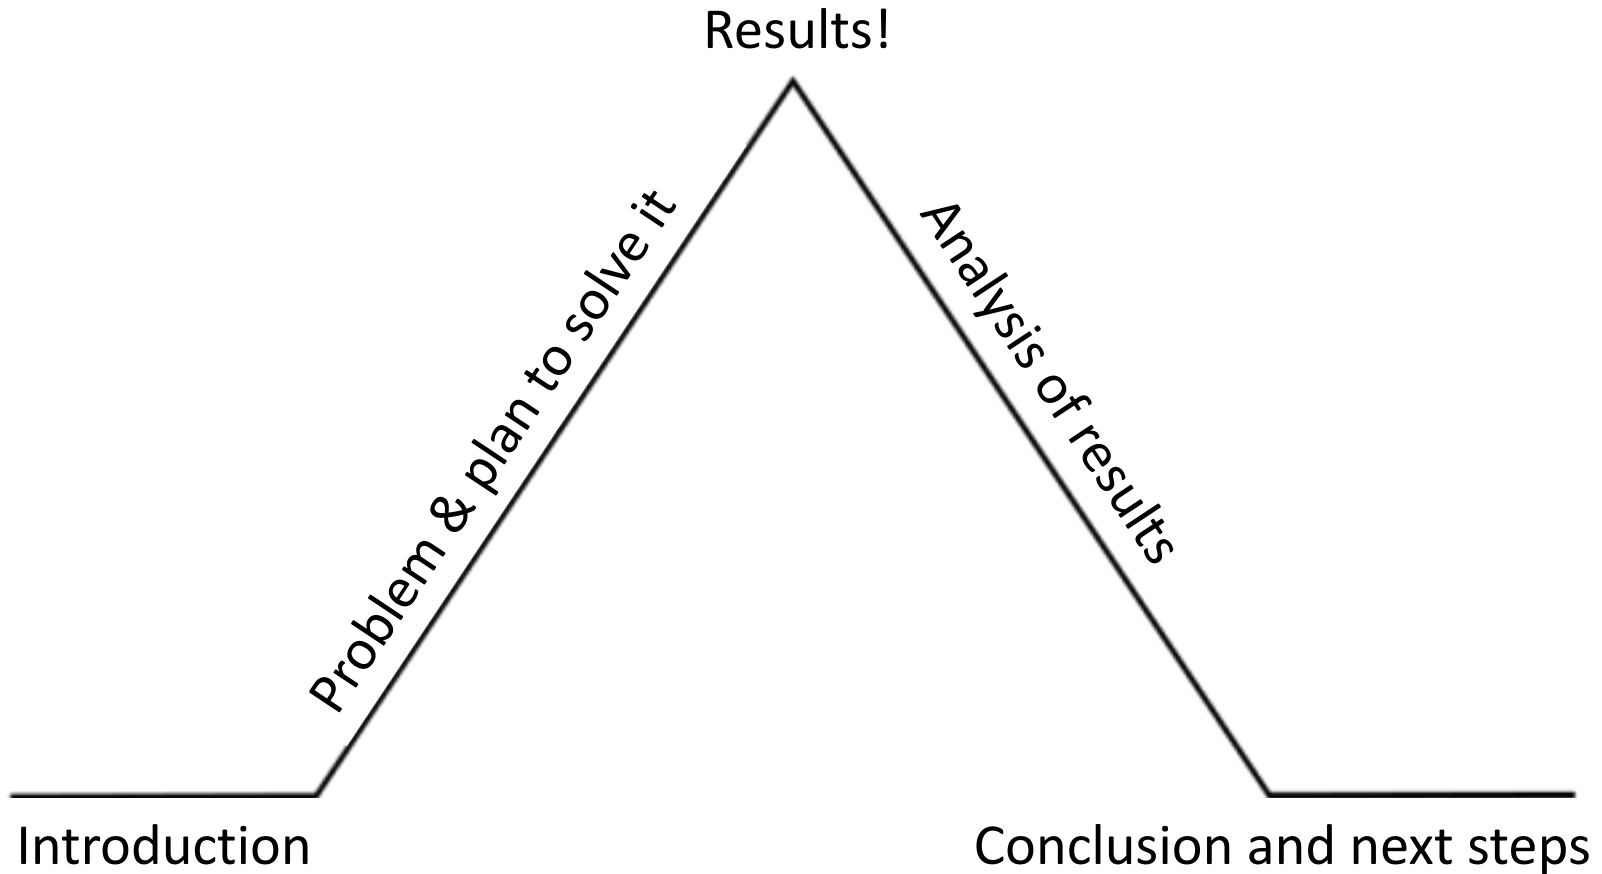 Results!
Problem & plan to solve it
Analysis of results
Introduction
Conclusion and next steps